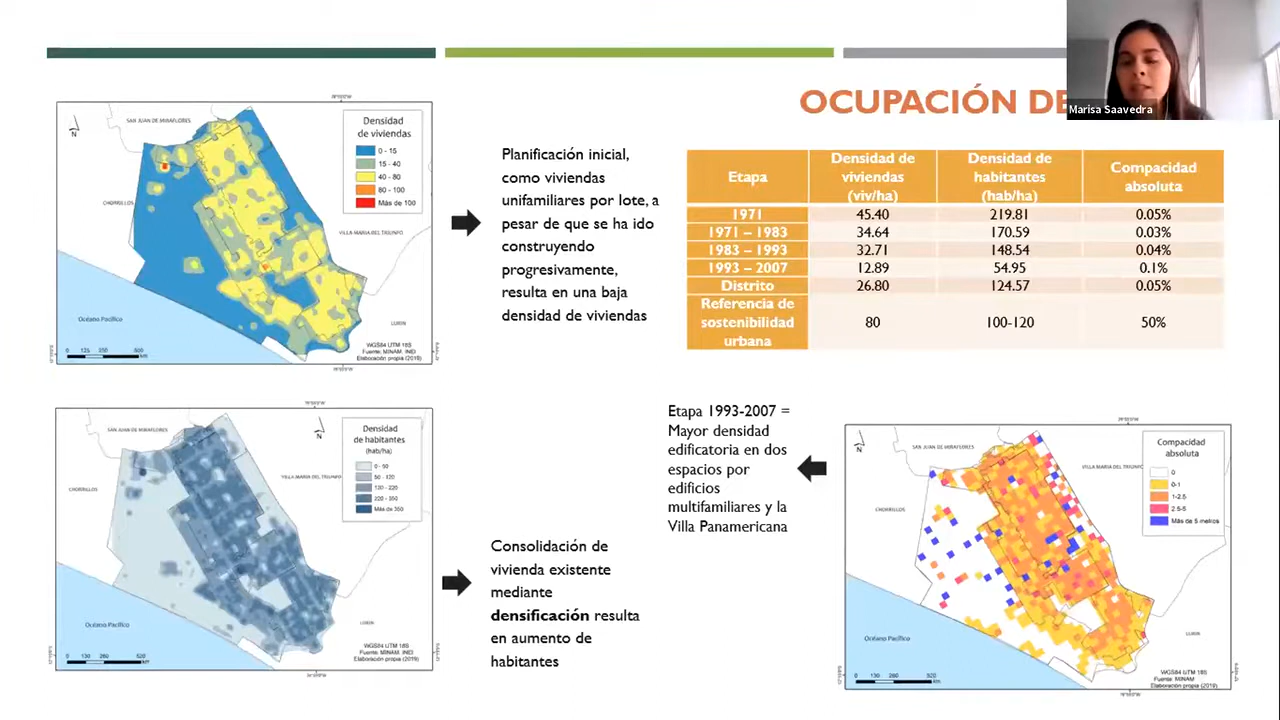 Marisa Saavedra
OCUPACIÓN DE
SAN JUAN DE MIRAFLORES
CHORRILLOS
VILLA MARIA DEL TRIUNFO
LURIN
Océano Pacífico
N
Densidad
de viviendas
0 - 15
15 - 40
40 - 80
80 - 100
Más de 100
WGS84 UTM 18S
Fuente: MINAM, INEI
Elaboración propia (2019)
Planificación inicial,
como viviendas
unifamiliares por lote, a
pesar de que se ha ido
construyendo
progresivamente,
resulta en una baja
densidad de viviendas
Etapa Densidad de viviendas (viv/ha) Densidad de habitantes (hab/ha) Compacidad absoluta
1971 45.40 219.81 0.05%
1971 – 1983 34.64 170.59 0.03%
1983 – 1993 32.71 148.54 0.04%
1993 – 2007 12.89 54.95 0.1%
Distrito 26.80 124.57 0.05%
Referencia de sostenibilidad urbana 80 100-120 50%
SAN JUAN DE MIRAFLORES
CHORRILLOS
VILLA MARIA DEL TRIUNFO
LURIN
Océano Pacífico
N
Densidad
de habitantes
(hab/ha)
0 - 50
50 - 120
120 - 220
220 - 350
Más de 350
WGS84 UTM 18S
Fuente: MINAM, INEI
Elaboración propia (2019)
Consolidación de
vivienda existente
mediante
densificación resulta
en aumento de
habitantes
Etapa 1993-2007 =
Mayor densidad
edificatoria en dos
espacios por
edificios
multifamiliares y la
Villa Panamericana
SAN JUAN DE MIRAFLORES
CHORRILLOS
VILLA MARIA DEL TRIUNFO
LURIN
Océano Pacífico
N
Compacidad
absoluta
0
0-1
1-2.5
2.5-5
Más de 5 metros
WGS84 UTM 18S
Fuente: MINAM
Elaboración propia (2019)